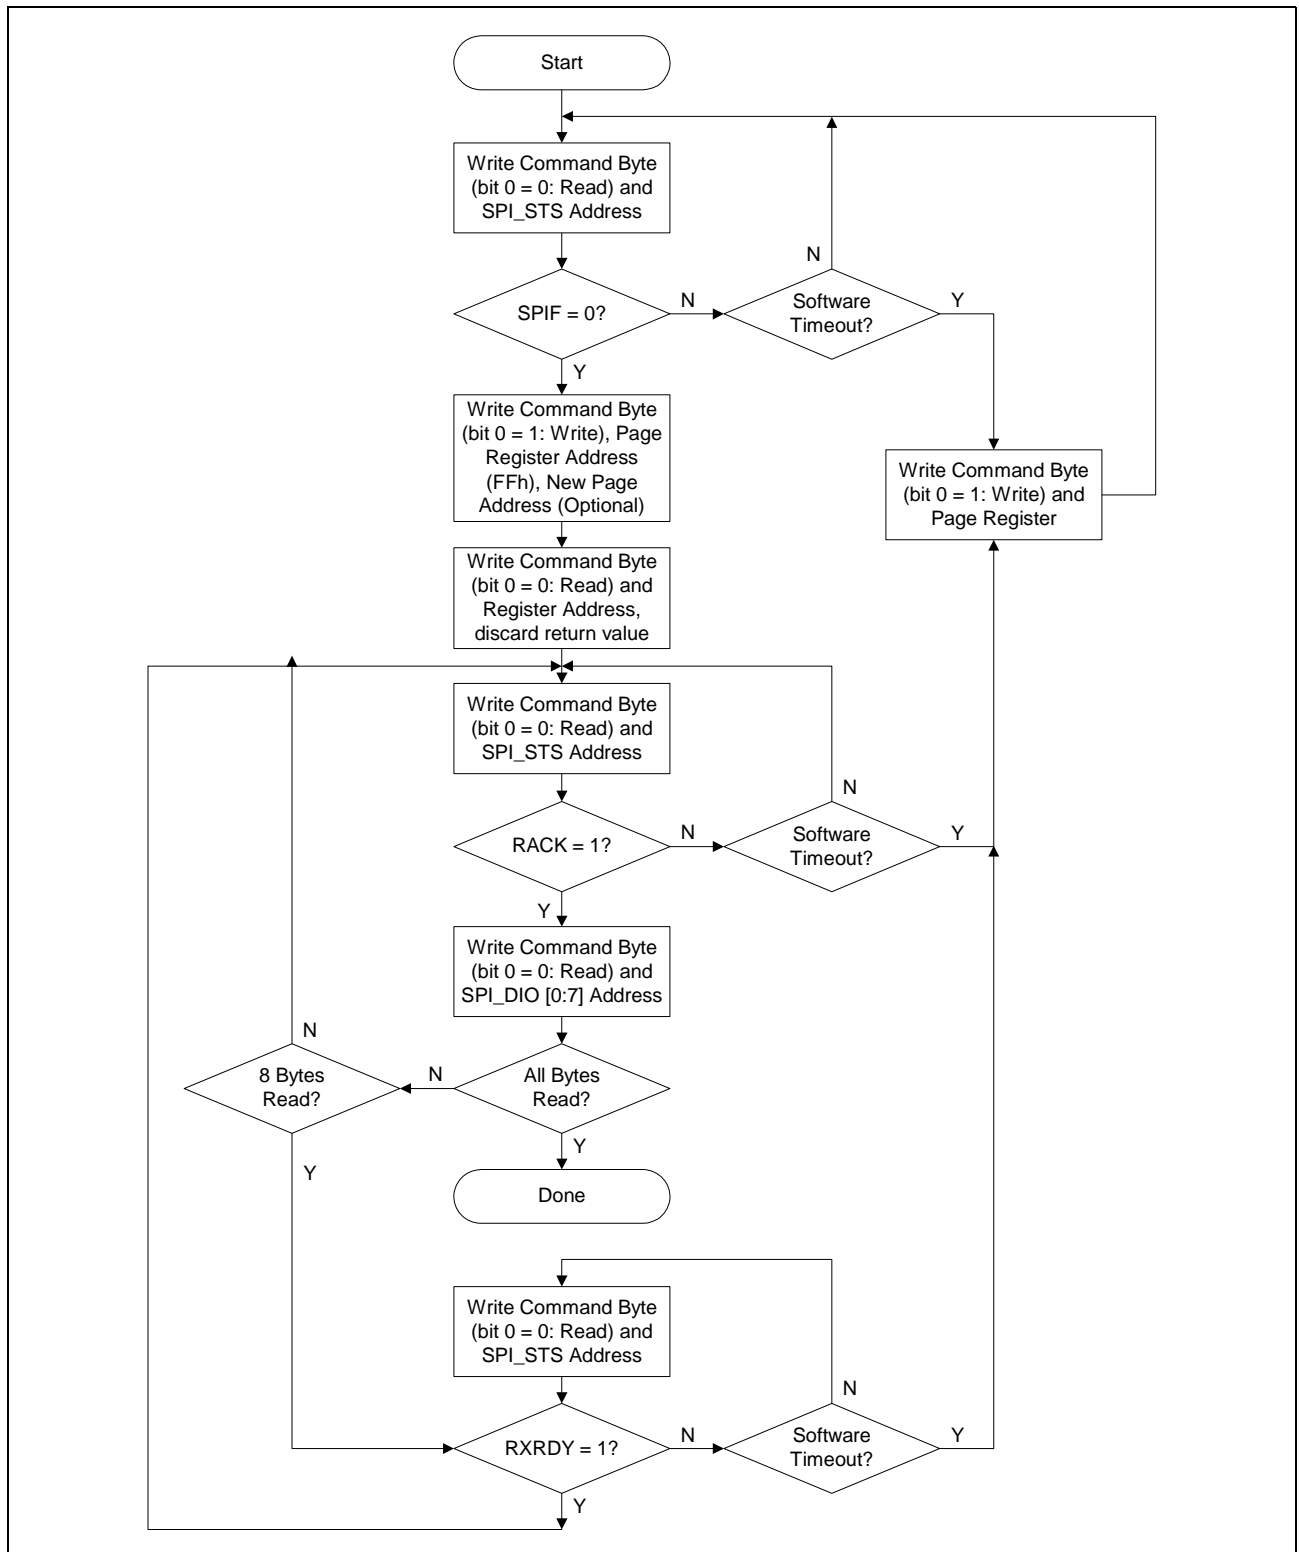 Start
Write Command Byte
(bit 0 = 0: Read) and
SPI_STS Address
N
SPIF = 0?
N
Software
Timeout?
Y
Y
Write Command Byte
(bit 0 = 1: Write), Page
Register Address
(FFh), New Page
Address (Optional)
Write Command Byte
(bit 0 = 1: Write) and
Page Register
Write Command Byte
(bit 0 = 0: Read) and
Register Address,
discard return value
Write Command Byte
(bit 0 = 0: Read) and
SPI_STS Address
N
RACK = 1?
N
Software
Timeout?
Y
Y
Write Command Byte
(bit 0 = 0: Read) and
SPI_DIO [0:7] Address
N
8 Bytes
Read?
N
All Bytes
Read?
Y
Y
Done
Write Command Byte
(bit 0 = 0: Read) and
SPI_STS Address
N
RXRDY = 1?
N
Software
Timeout?
Y
Y